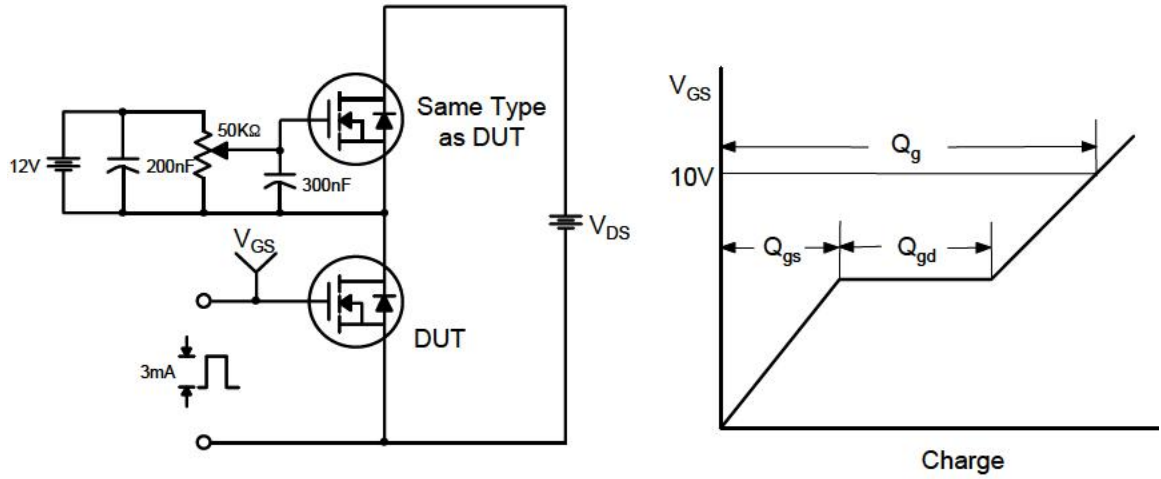 12V
200nF
50KΩ
300nF
Same Type
as DUT
V_DS
V_GS
DUT
3mA
V_GS
10V
Q_g
Q_gs
Q_gd
Charge